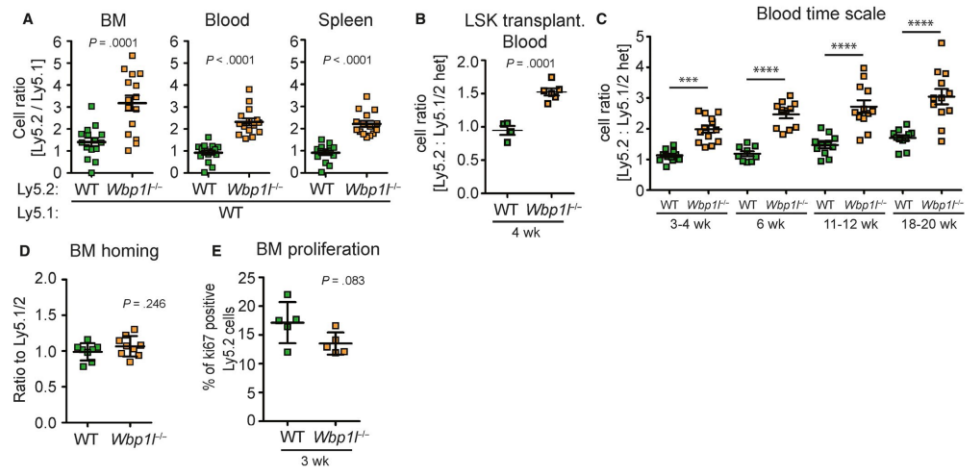 A
BM
Blood
Spleen
P = .0001
P < .0001
P < .0001
Cell ratio
[Ly5.2 / Ly5.1]
6
5
4
3
2
1
0
6
5
4
3
2
1
0
6
5
4
3
2
1
0
Ly5.2: WT Wbp1l–/– WT Wbp1l–/– WT Wbp1l–/–
Ly5.1: WT
B
LSK transplant.
Blood
P = .0001
cell ratio
[Ly5.2 : Ly5.1/2 het]
2.0
1.5
1.0
0.5
0.0
WT Wbp1l–/–
4 wk
C
Blood time scale
*** **** **** ****
cell ratio
[Ly5.2 : Ly5.1/2 het]
5
4
3
2
1
0
WT Wbp1l–/– WT Wbp1l–/– WT Wbp1l–/– WT Wbp1l–/–
3-4 wk 6 wk 11-12 wk 18-20 wk
D
BM homing
P = .246
Ratio to Ly5.1/2
2.0
1.5
1.0
0.5
0.0
WT Wbp1l–/–
E
BM proliferation
P = .083
% of ki67 positive
Ly5.2 cells
25
20
15
10
5
0
WT Wbp1l–/–
3 wk